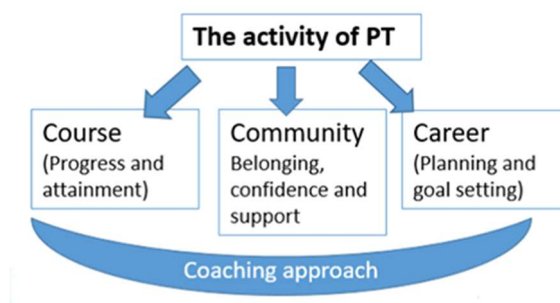 The activity of PT
Course
(Progress and
attainment)
Community
Belonging,
confidence and
support
Career
(Planning and
goal setting)
Coaching approach